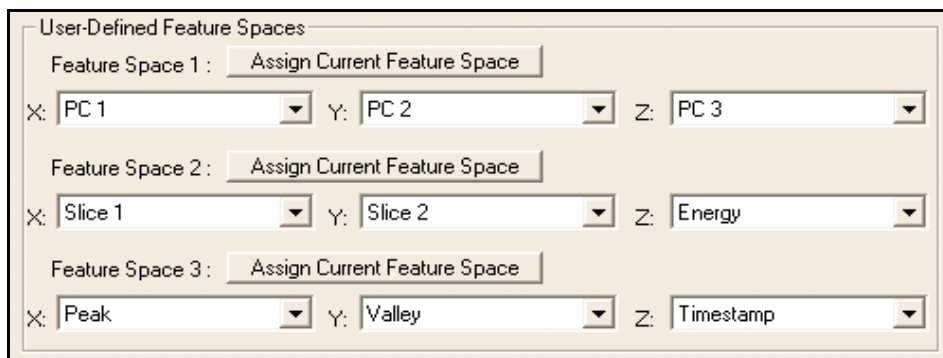 User-Defined Feature Spaces
Feature Space 1 : Assign Current Feature Space
X: PC 1 Y: PC 2 Z: PC 3
Feature Space 2 : Assign Current Feature Space
X: Slice 1 Y: Slice 2 Z: Energy
Feature Space 3 : Assign Current Feature Space
X: Peak Y: Valley Z: Timestamp